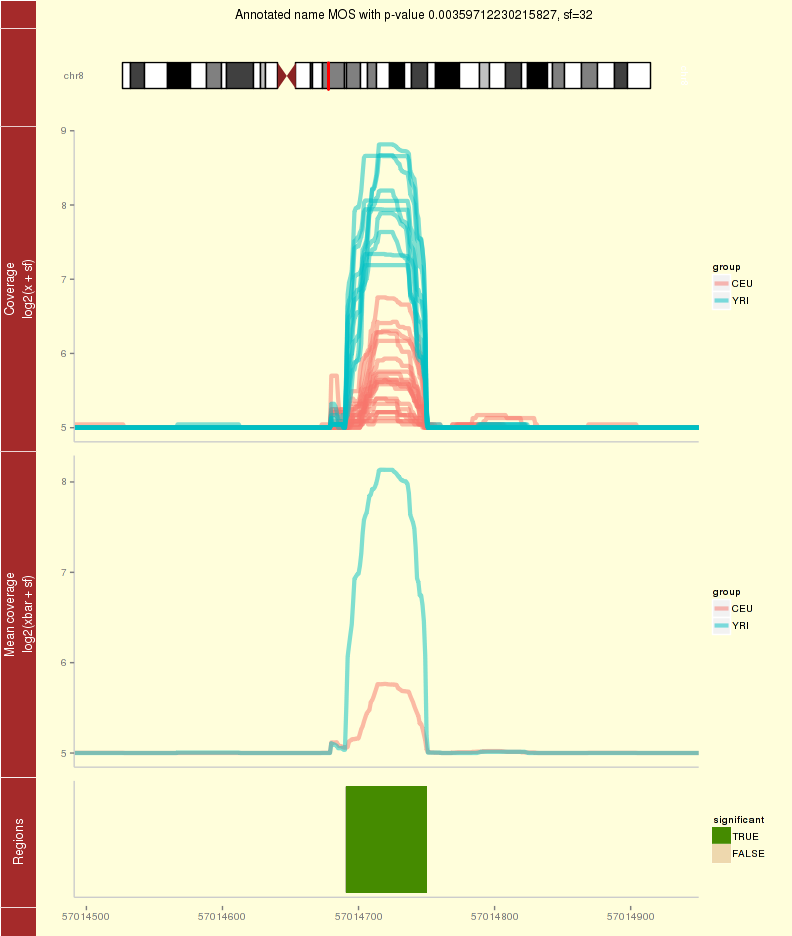 Annotated name MOS with p-value 0.00359712230215827, sf=32
chr8
Coverage
log2(x + sf)
9
8
7
6
5
group
CEU
YRI
Mean coverage
log2(xbar + sf)
8
7
6
5
group
CEU
YRI
Regions
significant
TRUE
FALSE
57014500 57014600 57014700 57014800 57014900